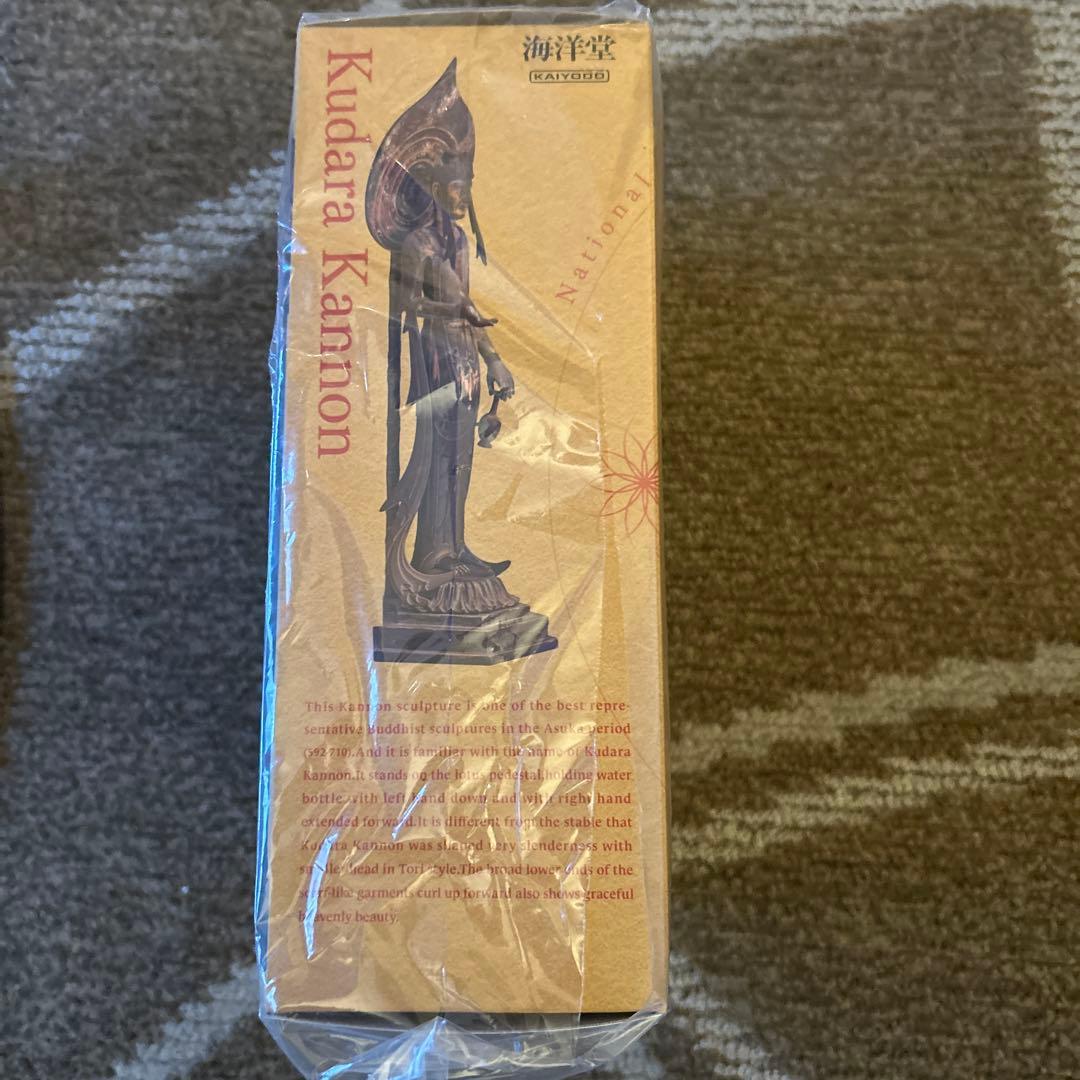 海洋堂
KAIYODO
Kudara Kannon
National
This Kannon sculpture is one of the best repre-
sentative Buddhist sculptures in the Asuka period
(592-710).And it is familiar with the name of Kudara
Kannon.It stands on the lotus pedestal,holding water
bottle with left hand down and with right hand
extended forward.It is different from the stable that
Kudara Kannon was shaped very slenderness with
smaller head in Tori style.The broad lower ends of the
scarf-like garments curl up forward also shows graceful
heavenly beauty.